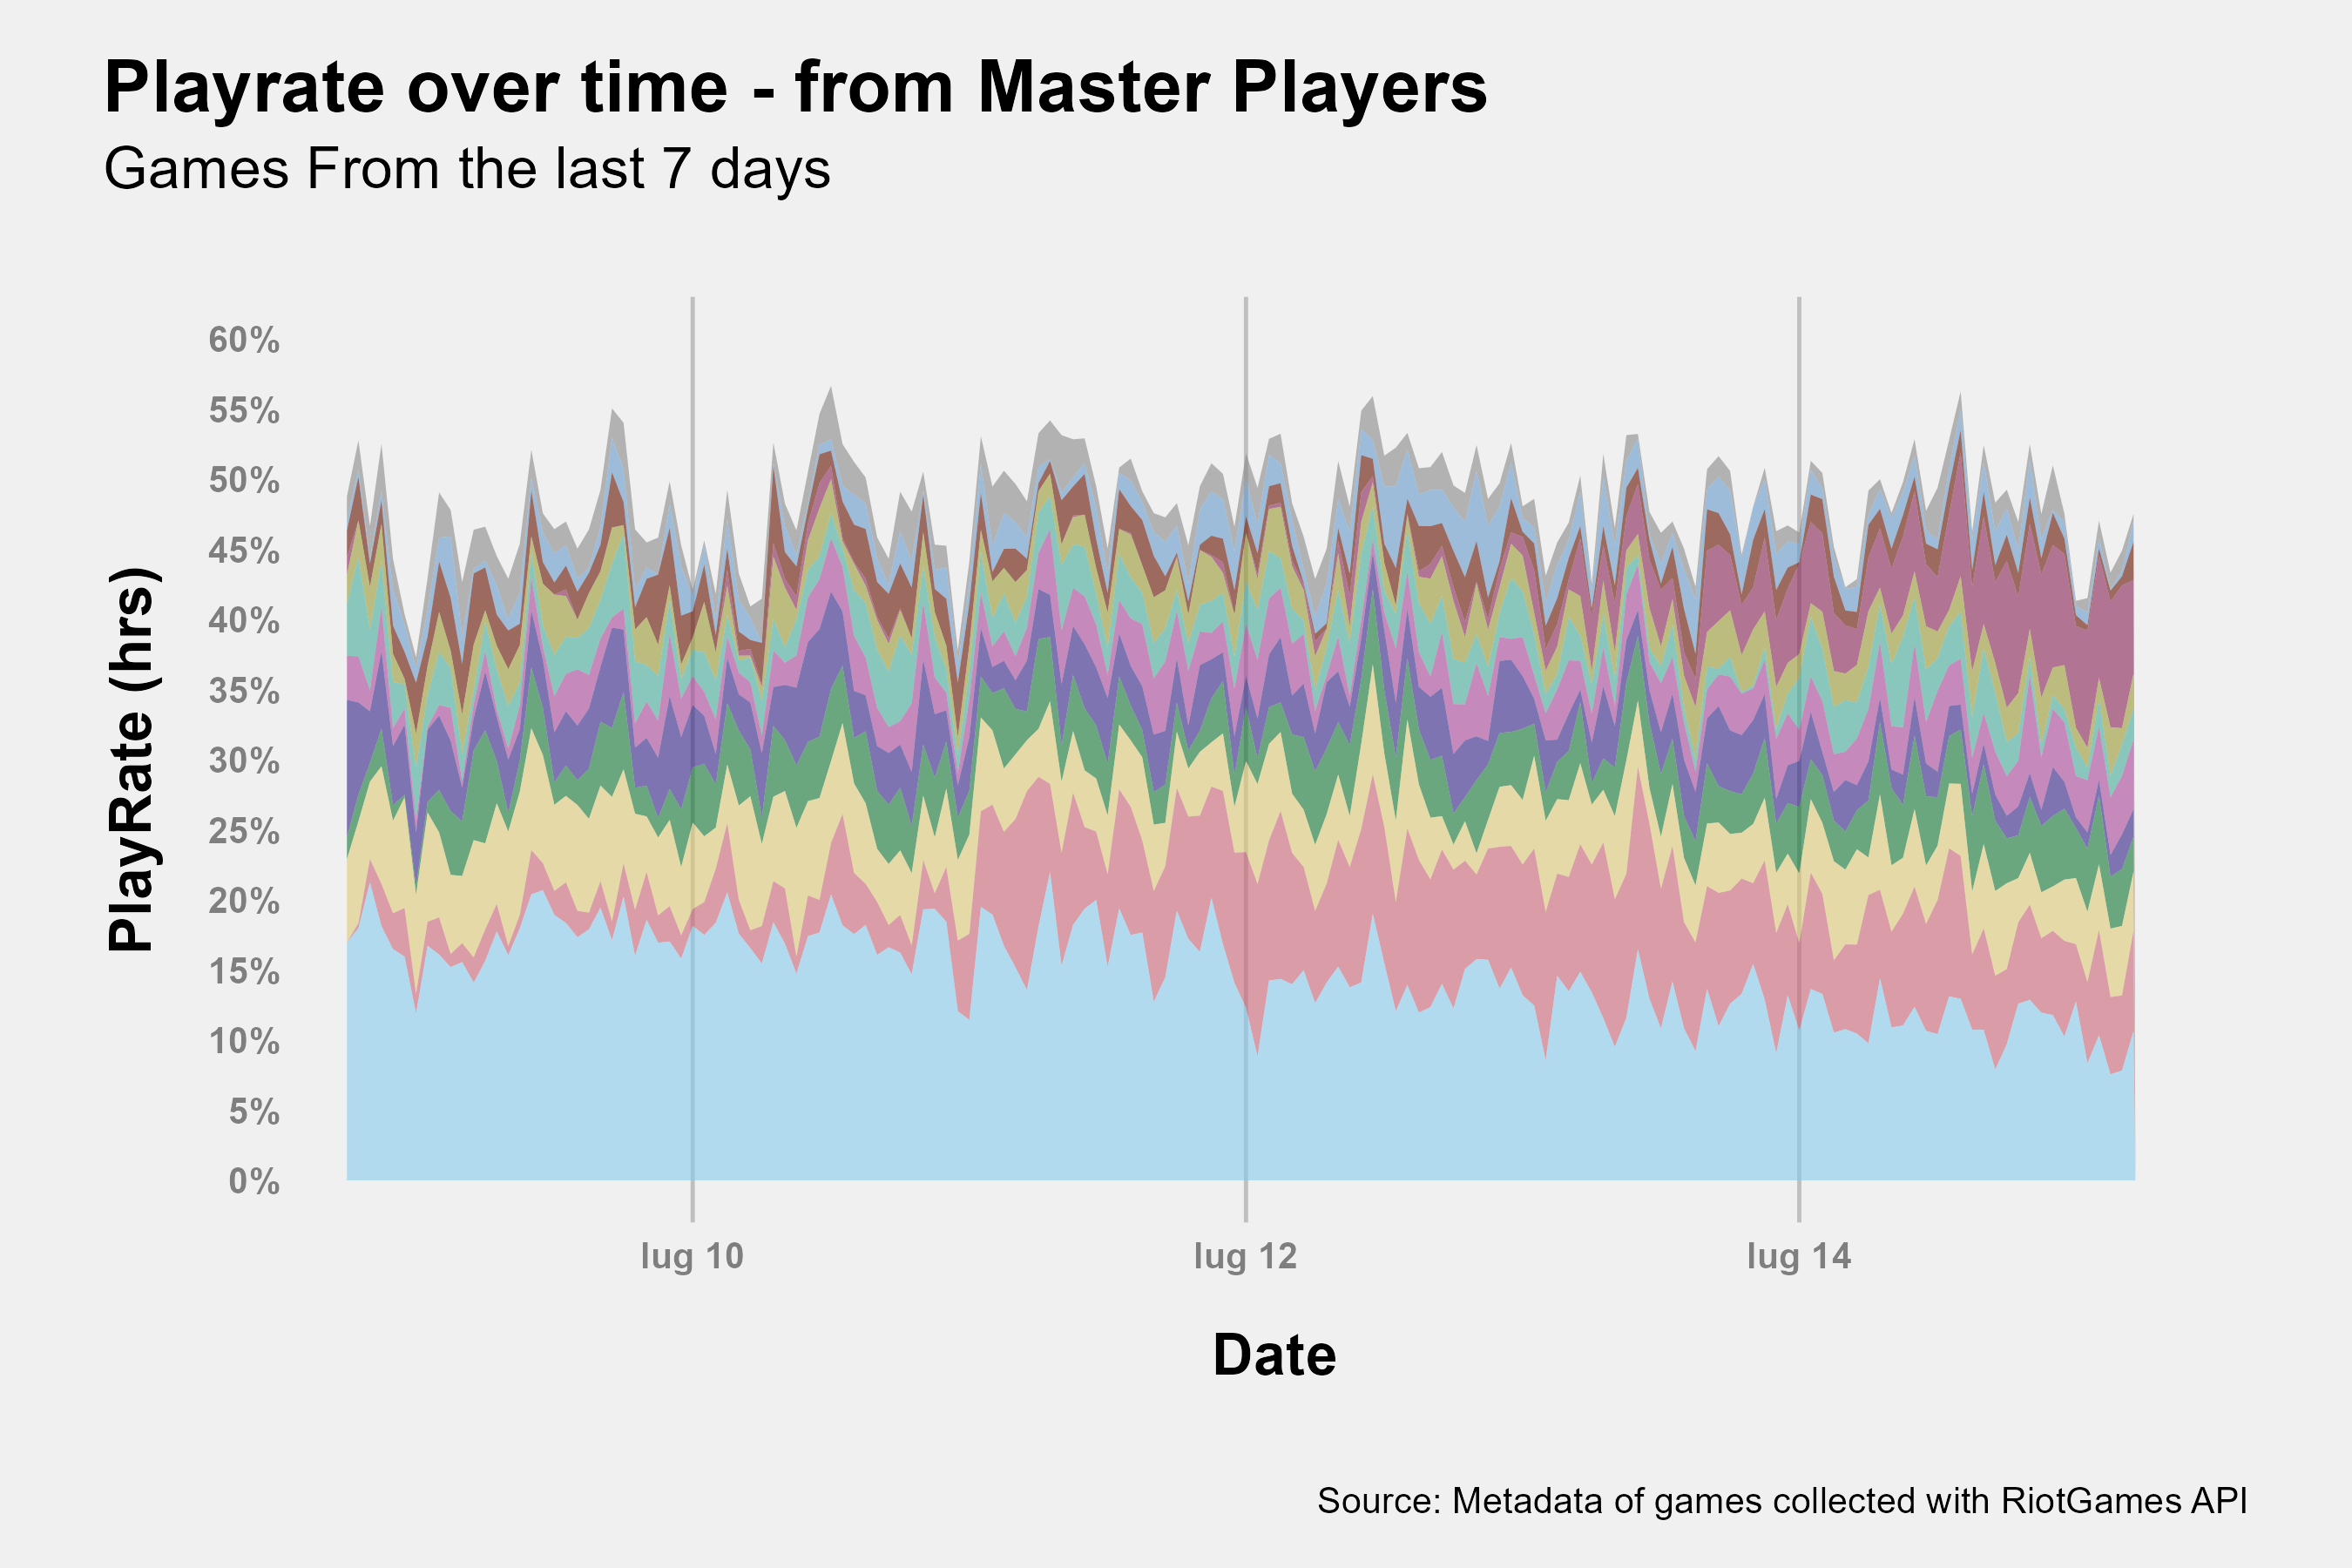 Playrate over time - from Master Players
Games From the last 7 days
PlayRate (hrs)
60%
55%
50%
45%
40%
35%
30%
25%
20%
15%
10%
5%
0%
lug 10
lug 12
lug 14
Date
Source: Metadata of games collected with RiotGames API